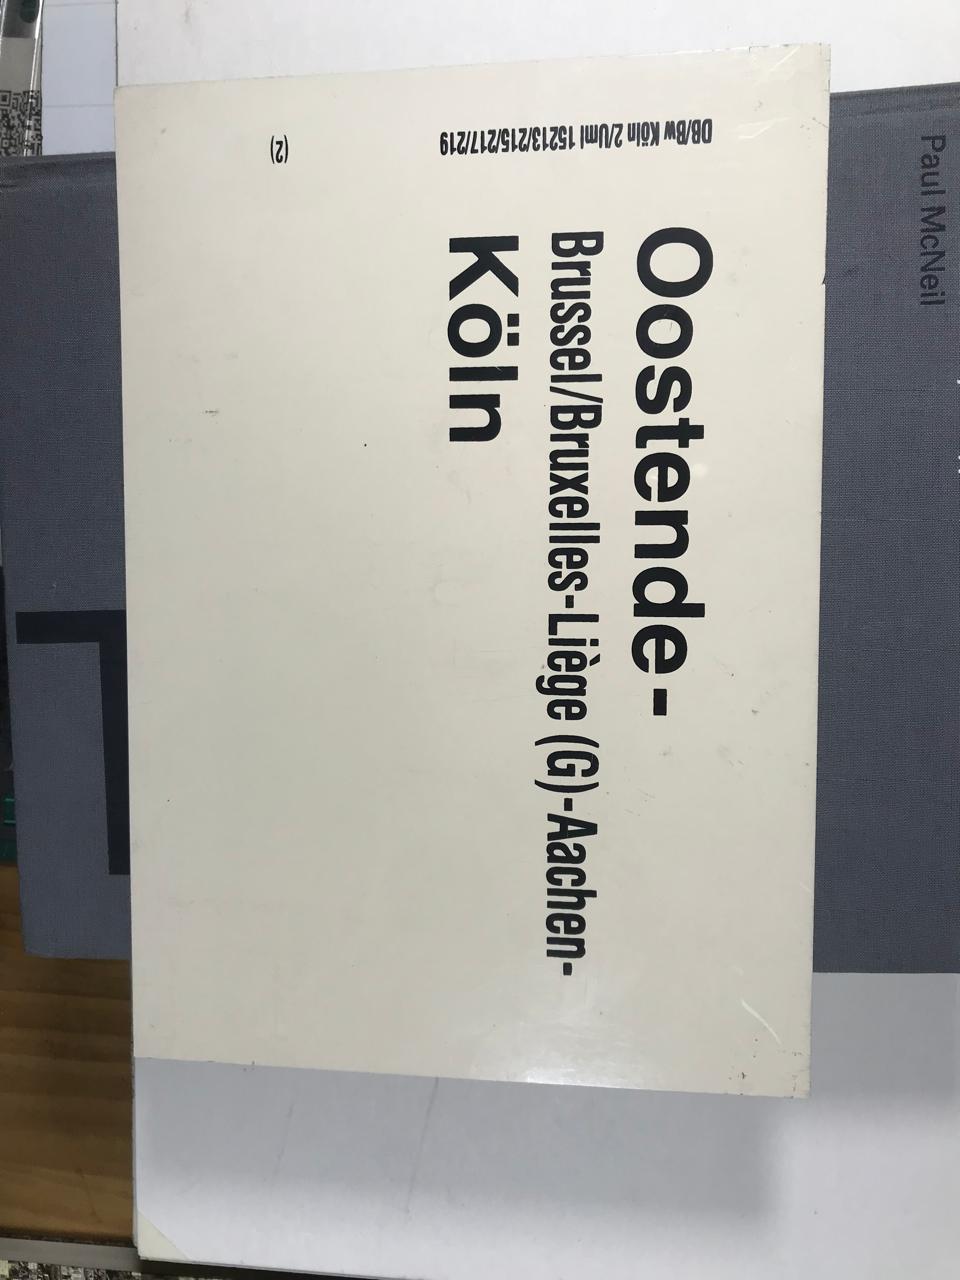 Oostende-
Brussel/Bruxelles-Liège (G)-Aachen-
Köln
DB/Bw Köln 2/Uml 15213/215/217/219
(2)
Paul McNeil
T